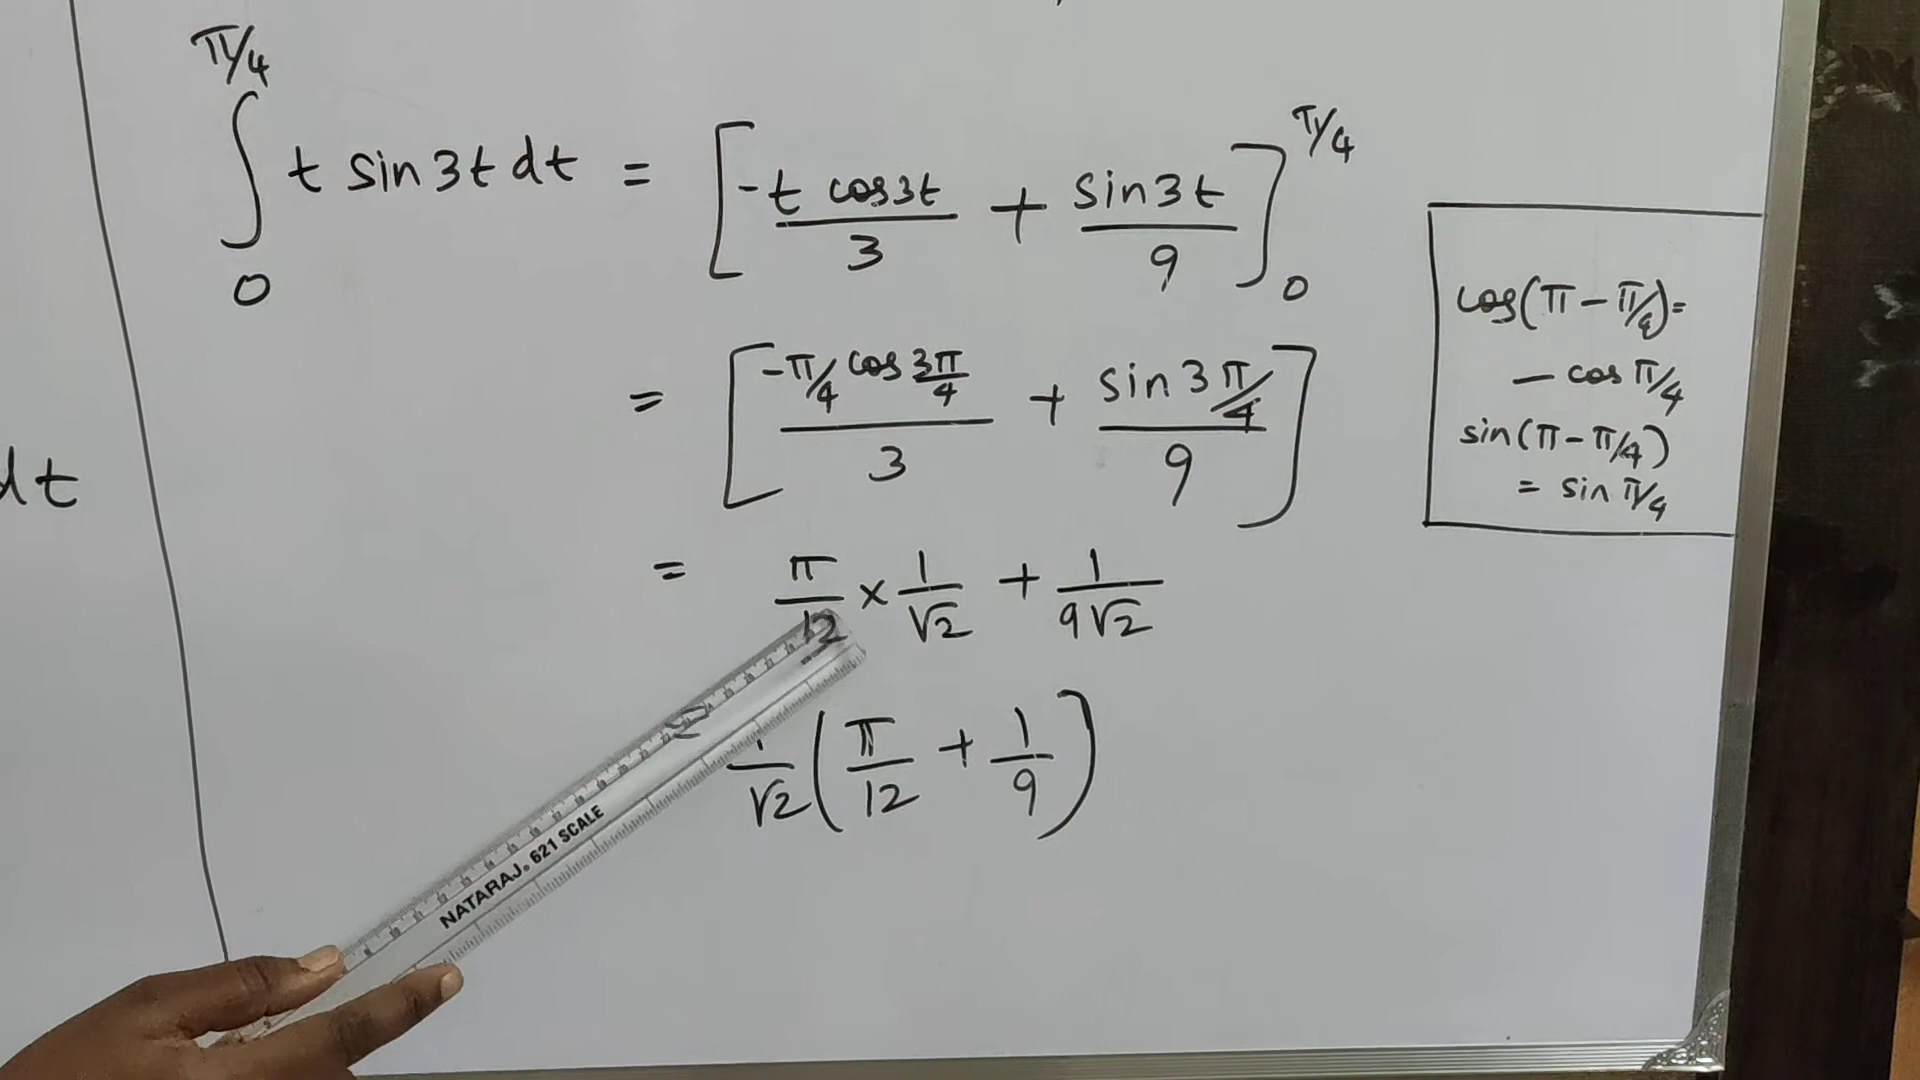 π/4
∫ t sin3t dt = [-t cos3t/3 + sin3t/9]
0
π/4
0
= [-π/4 cos 3π/4 / 3 + sin 3π/4 / 9]
= π/12 × 1/√2 + 1/9√2
= 1/√2 (π/12 + 1/9)
cos(π - π/4) =
- cos π/4
sin(π - π/4)
= sin π/4
dt
NATARAJ. 621 SCALE